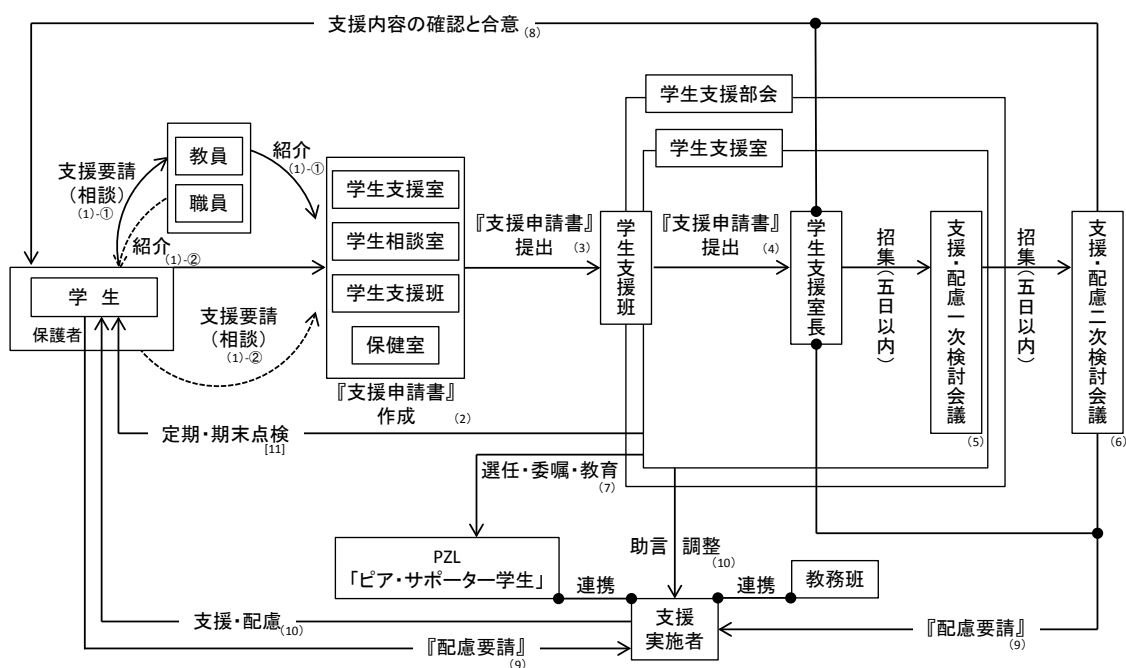 支援内容の確認と合意(8)
学生支援部会
学生支援室
教員
職員
支援要請
(相談)
(1)-①
紹介
(1)-①
紹介
(1)-②
学生支援室
学生相談室
学生支援班
保健室
『支援申請書』
作成 (2)
『支援申請書』
提出 (3)
学生支援班
『支援申請書』
提出 (4)
学生支援室長
招集(五日以内)
支援・配慮一次検討会議
(5)
招集(五日以内)
支援・配慮二次検討会議
(6)
学 生
保護者
支援要請
(相談)
(1)-②
定期・期末点検
[11]
選任・委嘱・教育
(7)
PZL
「ピア・サポーター学生」
助言 調整
(10)
連携
連携
教務班
支援
実施者
支援・配慮(10)
『配慮要請』
(9)
『配慮要請』
(9)